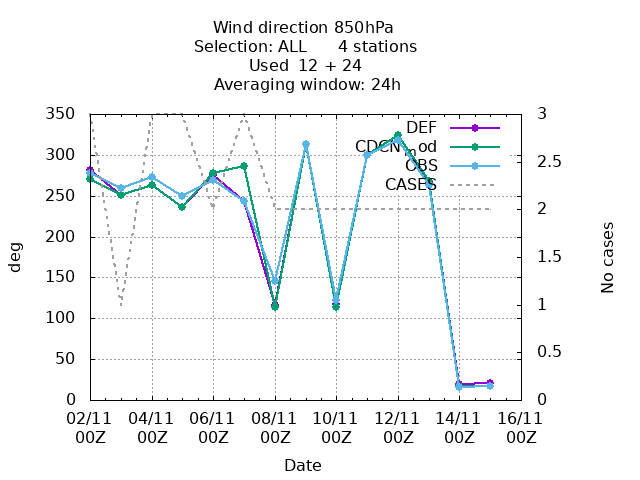 Wind direction 850hPa
Selection: ALL 4 stations
Used 12 + 24
Averaging window: 24h
350
300
250
200
150
100
50
0
3
2.5
2
1.5
1
0.5
0
DEF
CDCNmod
OBS
CASES
deg
No cases
02/11 04/11 06/11 08/11 10/11 12/11 14/11 16/11
00Z 00Z 00Z 00Z 00Z 00Z 00Z 00Z
Date